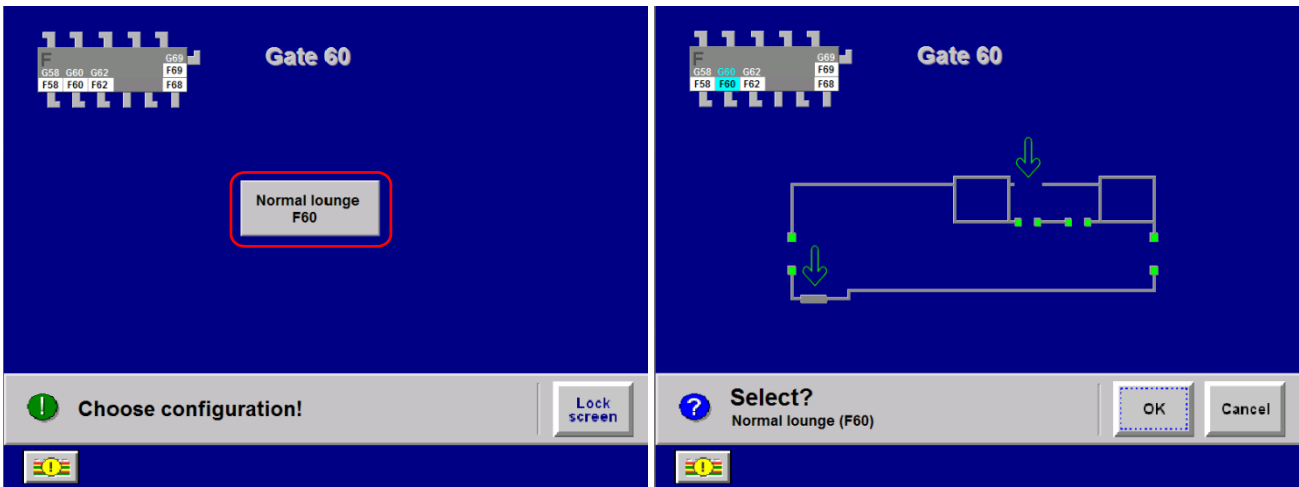 Gate 60
F
G69
G58 G60 G62 F69
F58 F60 F62 F68
Normal lounge
F60
Choose configuration!
Lock
screen
Gate 60
F
G69
G58 G60 G62 F69
F58 F60 F62 F68
Select?
Normal lounge (F60)
OK
Cancel